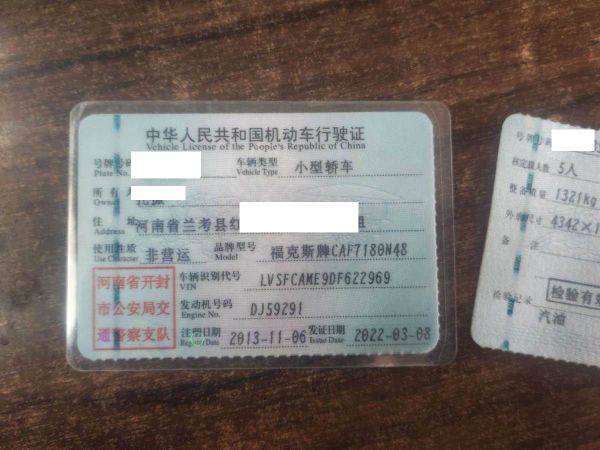 中华人民共和国机动车行驶证
Vehicle License of the People's Republic of China
号牌号码
Plate No.
车辆类型 小型轿车
Vehicle Type
所有人
Owner
住 址 河南省兰考县红 组
Address
使用性质 非营运
Use Character
品牌型号 福克斯牌CAF7180N48
Model
河南省开封
市公安局交
通警察支队
车辆识别代号 LVSFCAME9DF622969
VIN
发动机号码 DJ59291
Engine No.
注册日期 2013-11-06
Register Date
发证日期 2022-03-08
Issue Date
号牌号码
核定载人数 5人
整备质量 1321kg
外廓尺寸 4342×1
备 注
检验有效
检验记录
汽油